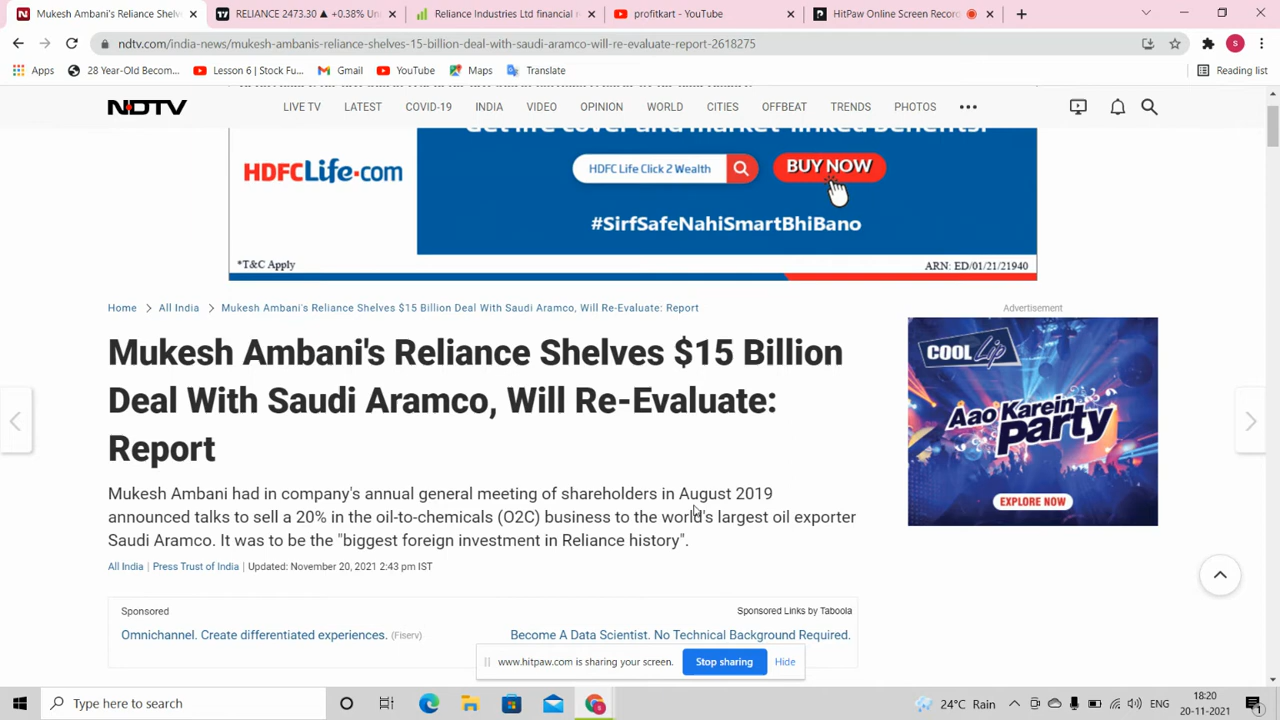 Mukesh Ambani's Reliance Shelves
RELIANCE 2473.30 ▲ +0.38% Un
Reliance Industries Ltd financial r
profitkart - YouTube
HitPaw Online Screen Record
ndtv.com/india-news/mukesh-ambanis-reliance-shelves-15-billion-deal-with-saudi-aramco-will-re-evaluate-report-2618275
S
Apps
28 Year-Old Becom...
Lesson 6 | Stock Fu...
Gmail
YouTube
Maps
Translate
Reading list
NDTV
LIVE TV
LATEST
COVID-19
INDIA
VIDEO
OPINION
WORLD
CITIES
OFFBEAT
TRENDS
PHOTOS
Get life cover and market-linked benefits!
HDFC Life.com
HDFC Life Click 2 Wealth
BUY NOW
#SirfSafeNahiSmartBhiBano
*T&C Apply
ARN: ED/01/21/21940
Home > All India > Mukesh Ambani's Reliance Shelves $15 Billion Deal With Saudi Aramco, Will Re-Evaluate: Report
Advertisement
Mukesh Ambani's Reliance Shelves $15 Billion
Deal With Saudi Aramco, Will Re-Evaluate:
Report
COOL Lip
Aao Karein
party
EXPLORE NOW
Mukesh Ambani had in company's annual general meeting of shareholders in August 2019
announced talks to sell a 20% in the oil-to-chemicals (O2C) business to the world's largest oil exporter
Saudi Aramco. It was to be the "biggest foreign investment in Reliance history".
All India | Press Trust of India | Updated: November 20, 2021 2:43 pm IST
Sponsored
Sponsored Links by Taboola
Omnichannel. Create differentiated experiences. (Fiserv)
Become A Data Scientist. No Technical Background Required.
www.hitpaw.com is sharing your screen.
Stop sharing
Hide
Type here to search
24°C Rain
ENG
18:20
20-11-2021
1